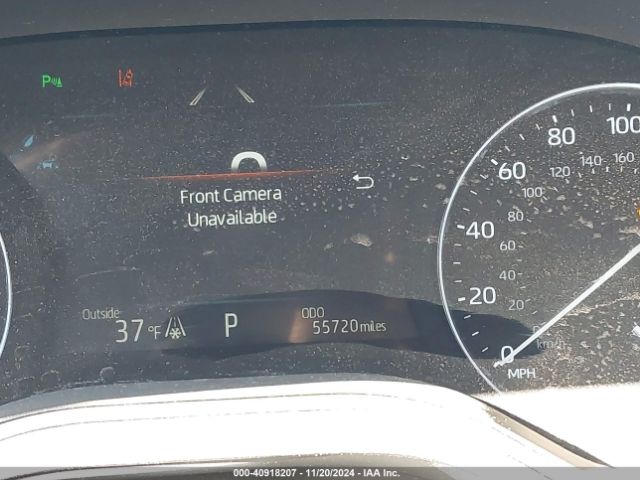 P
Front Camera
Unavailable
Outside
37 °F
P
ODO
55720 miles
0 20 40 60 80 100
20 40 60 80 100 120 140 160
km/h
MPH
000-40918207 - 11/20/2024 - IAA Inc.